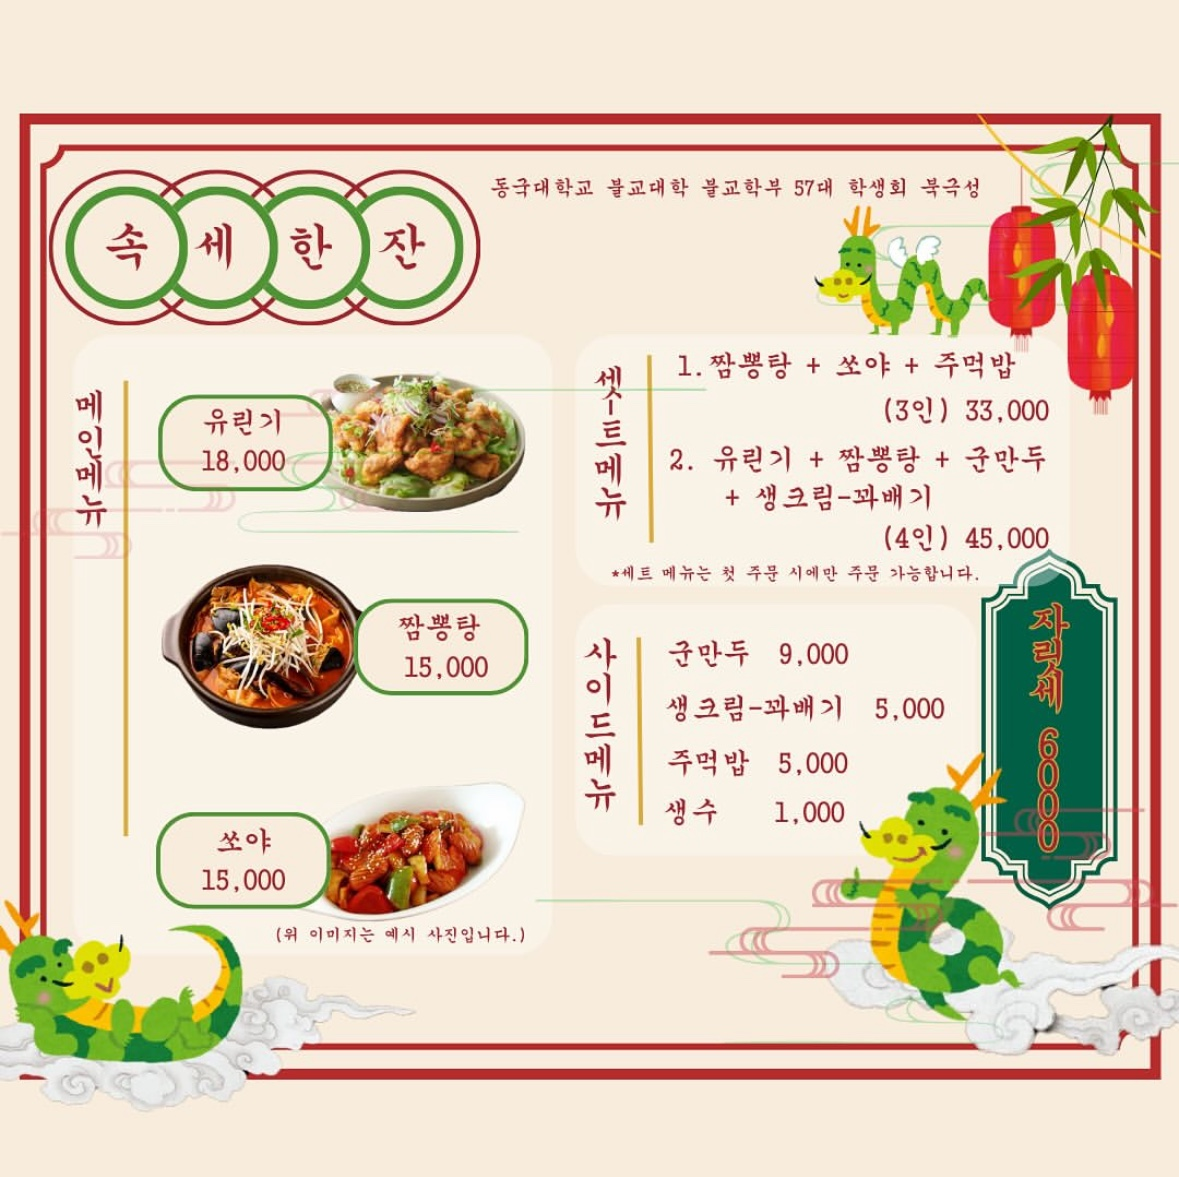 속세한잔
동국대학교 불교대학 불교학부 57대 학생회 북극성
메인메뉴
유린기
18,000
짬뽕탕
15,000
쏘야
15,000
(위 이미지는 예시 사진입니다.)
셋트메뉴
1.짬뽕탕 + 쏘야 + 주먹밥
(3인) 33,000
2. 유린기 + 짬뽕탕 + 군만두
+ 생크림-꽈배기
(4인) 45,000
*세트 메뉴는 첫 주문 시에만 주문 가능합니다.
사이드메뉴
군만두 9,000
생크림-꽈배기 5,000
주먹밥 5,000
생수 1,000
자릿세 6000